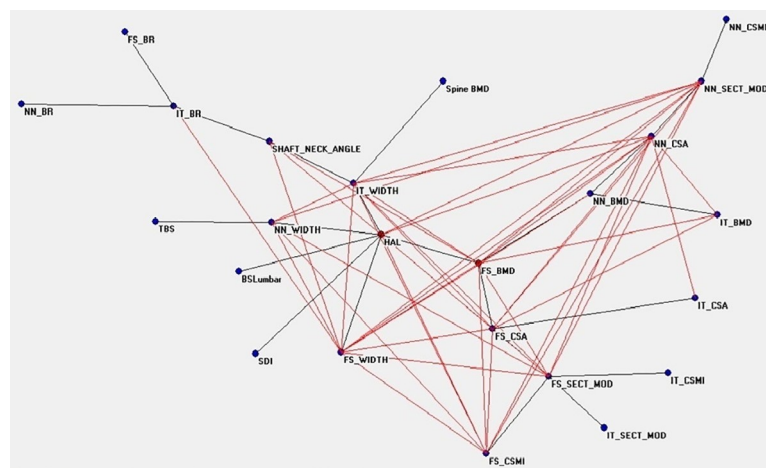 NN_CSMI
FS_BR
NN_SECT_MOD
Spine BMD
NN_BR
IT_BR
NN_CSA
SHAFT_NECK_ANGLE
IT_WIDTH
NN_BMD
IT_BMD
TBS
NN_WIDTH
HAL
BSLumbar
FS_BMD
IT_CSA
FS_CSA
SDI
FS_WIDTH
FS_SECT_MOD
IT_CSMI
IT_SECT_MOD
FS_CSMI